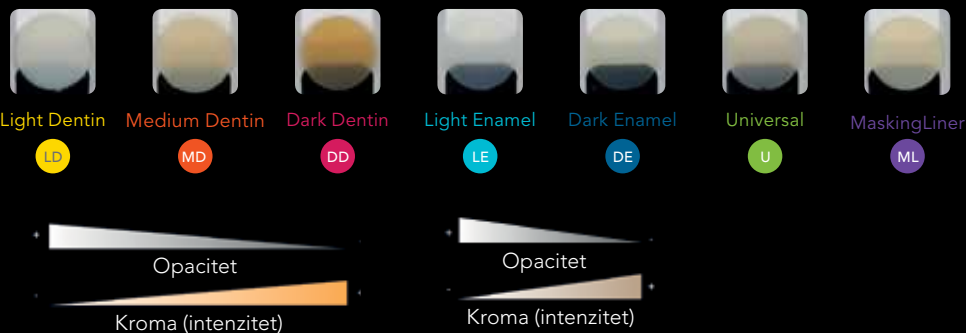 Light Dentin Medium Dentin Dark Dentin Light Enamel Dark Enamel Universal MaskingLiner
LD MD DD LE DE U ML
+ - + -
Opacitet Opacitet
- + - +
Kroma (intenzitet) Kroma (intenzitet)